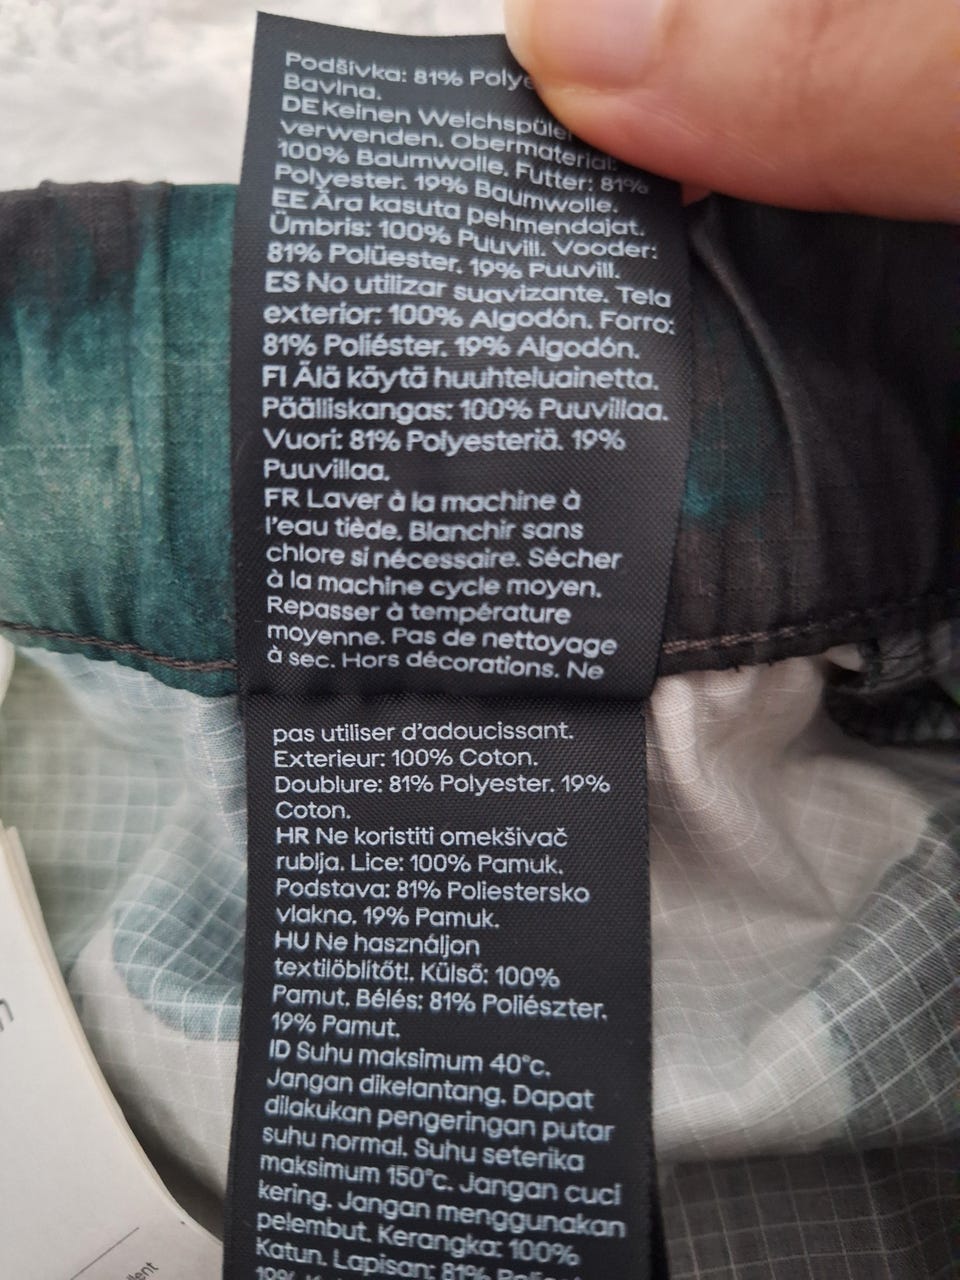 Podšívka: 81%
Bavlna.
DE Keinen Weichspüler
verwenden. Obermaterial:
100% Baumwolle. Futter: 81%
Polyester. 19% Baumwolle.
EE Ära kasuta pehmendajat.
Ümbris: 100% Puuvill. Vooder:
81% Polüester. 19% Puuvill.
ES No utilizar suavizante. Tela
exterior: 100% Algodón. Forro:
81% Poliéster. 19% Algodón.
FI Älä käytä huuhteluainetta.
Päälliskangas: 100% Puuvillaa.
Vuori: 81% Polyesteriä. 19%
Puuvillaa.
FR Laver à la machine à
l'eau tiède. Blanchir sans
chlore si nécessaire. Sécher
à la machine cycle moyen.
Repasser à température
moyenne. Pas de nettoyage
à sec. Hors décorations. Ne
pas utiliser d'adoucissant.
Exterieur: 100% Coton.
Doublure: 81% Polyester. 19%
Coton.
HR Ne koristiti omekšivač
rublja. Lice: 100% Pamuk.
Podstava: 81% Poliestersko
vlakno. 19% Pamuk.
HU Ne használjon
textilöblítőt!. Külső: 100%
Pamut. Bélés: 81% Poliészter.
19% Pamut.
ID Suhu maksimum 40°c.
Jangan dikelantang. Dapat
dilakukan pengeringan putar
suhu normal. Suhu seterika
maksimum 150°c. Jangan cuci
kering. Jangan menggunakan
pelembut. Kerangka: 100%
Katun. Lapisan: 81%
19%